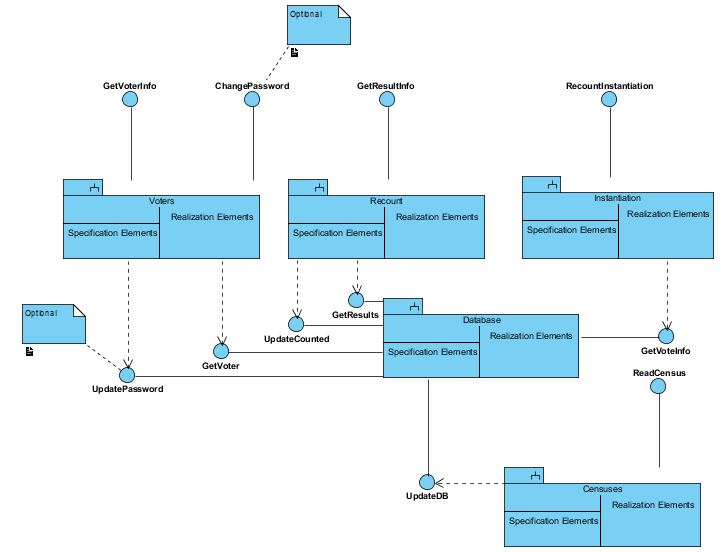 Optional
GetVoterInfo
ChangePassword
GetResultInfo
RecountInstantiation
Voters
Realization Elements
Specification Elements
Recount
Realization Elements
Specification Elements
Instantiation
Realization Elements
Specification Elements
Optional
GetResults
UpdateCounted
GetVoter
UpdatePassword
Database
Realization Elements
Specification Elements
GetVoteInfo
ReadCensus
UpdateDB
Censuses
Realization Elements
Specification Elements